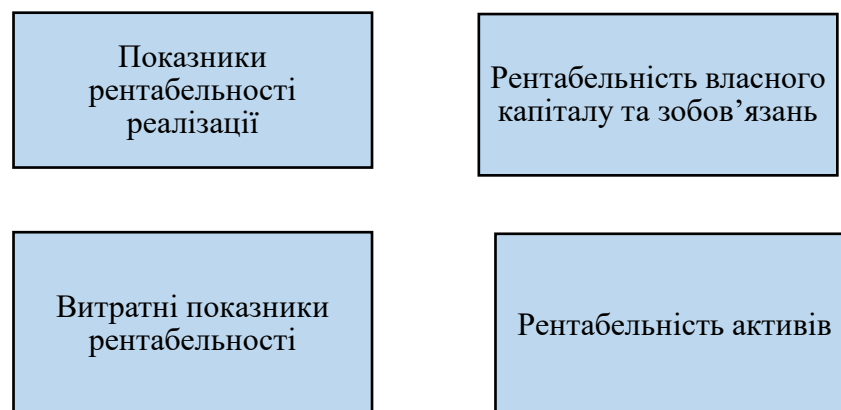 Показники
рентабельності
реалізації
Рентабельність власного
капіталу та зобов’язань
Витратні показники
рентабельності
Рентабельність активів